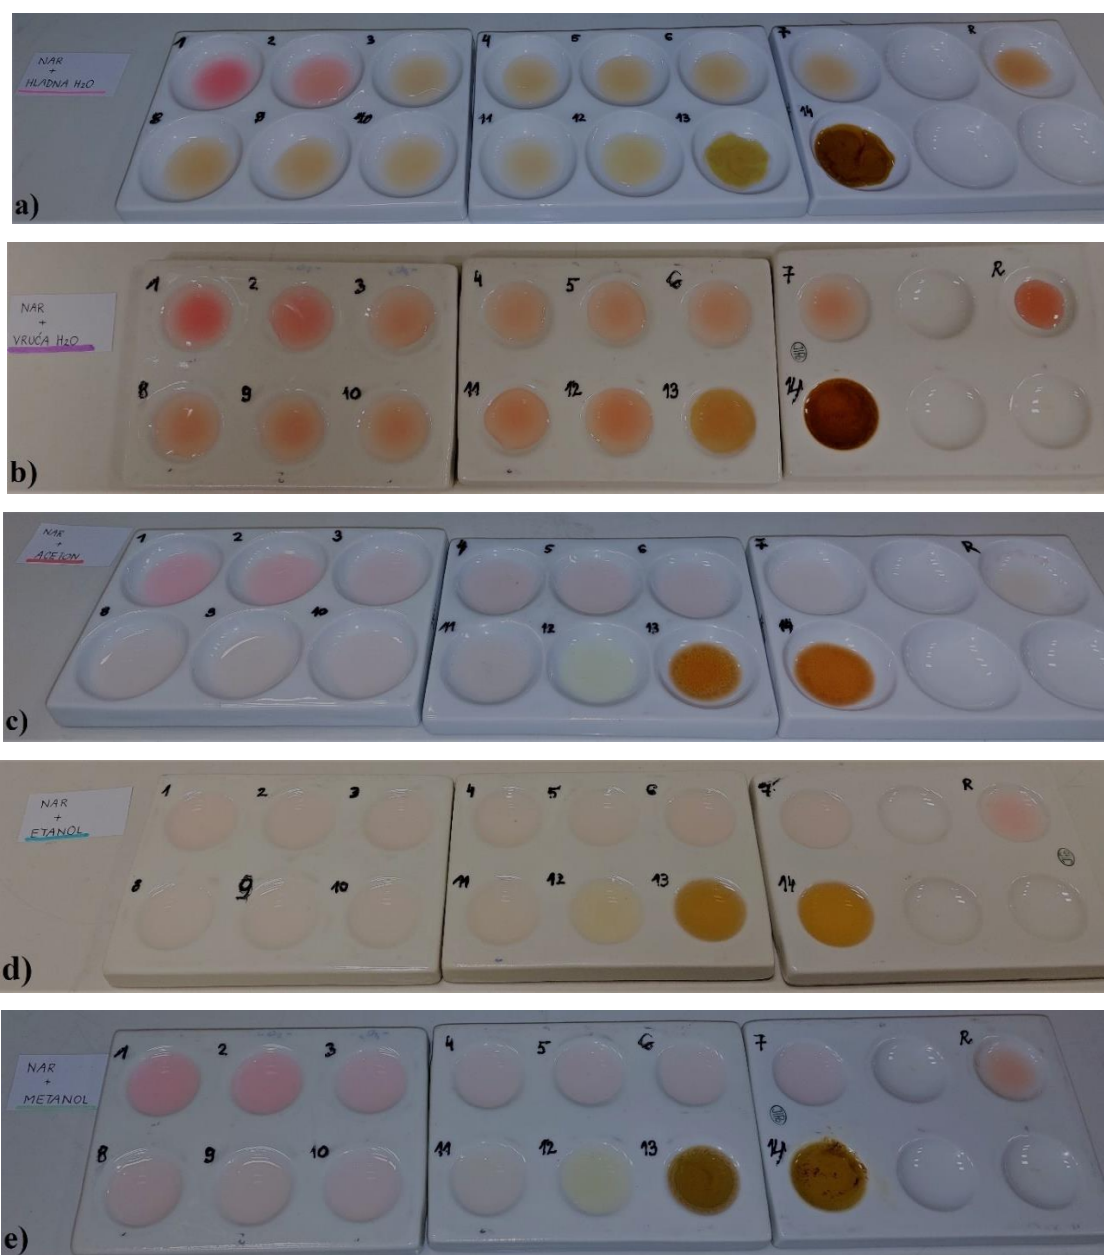 NAR
+
HLADNA H2O
1 2 3 4 5 6 7 R
8 9 10 11 12 13 14
a)
NAR
+
VRUĆA H2O
1 2 3 4 5 6 7 R
8 9 10 11 12 13 14
b)
NAR
+
ACETON
1 2 3 4 5 6 7 R
8 9 10 11 12 13 14
c)
NAR
+
ETANOL
1 2 3 4 5 6 7 R
8 9 10 11 12 13 14
d)
NAR
+
METANOL
1 2 3 4 5 6 7 R
8 9 10 11 12 13 14
e)